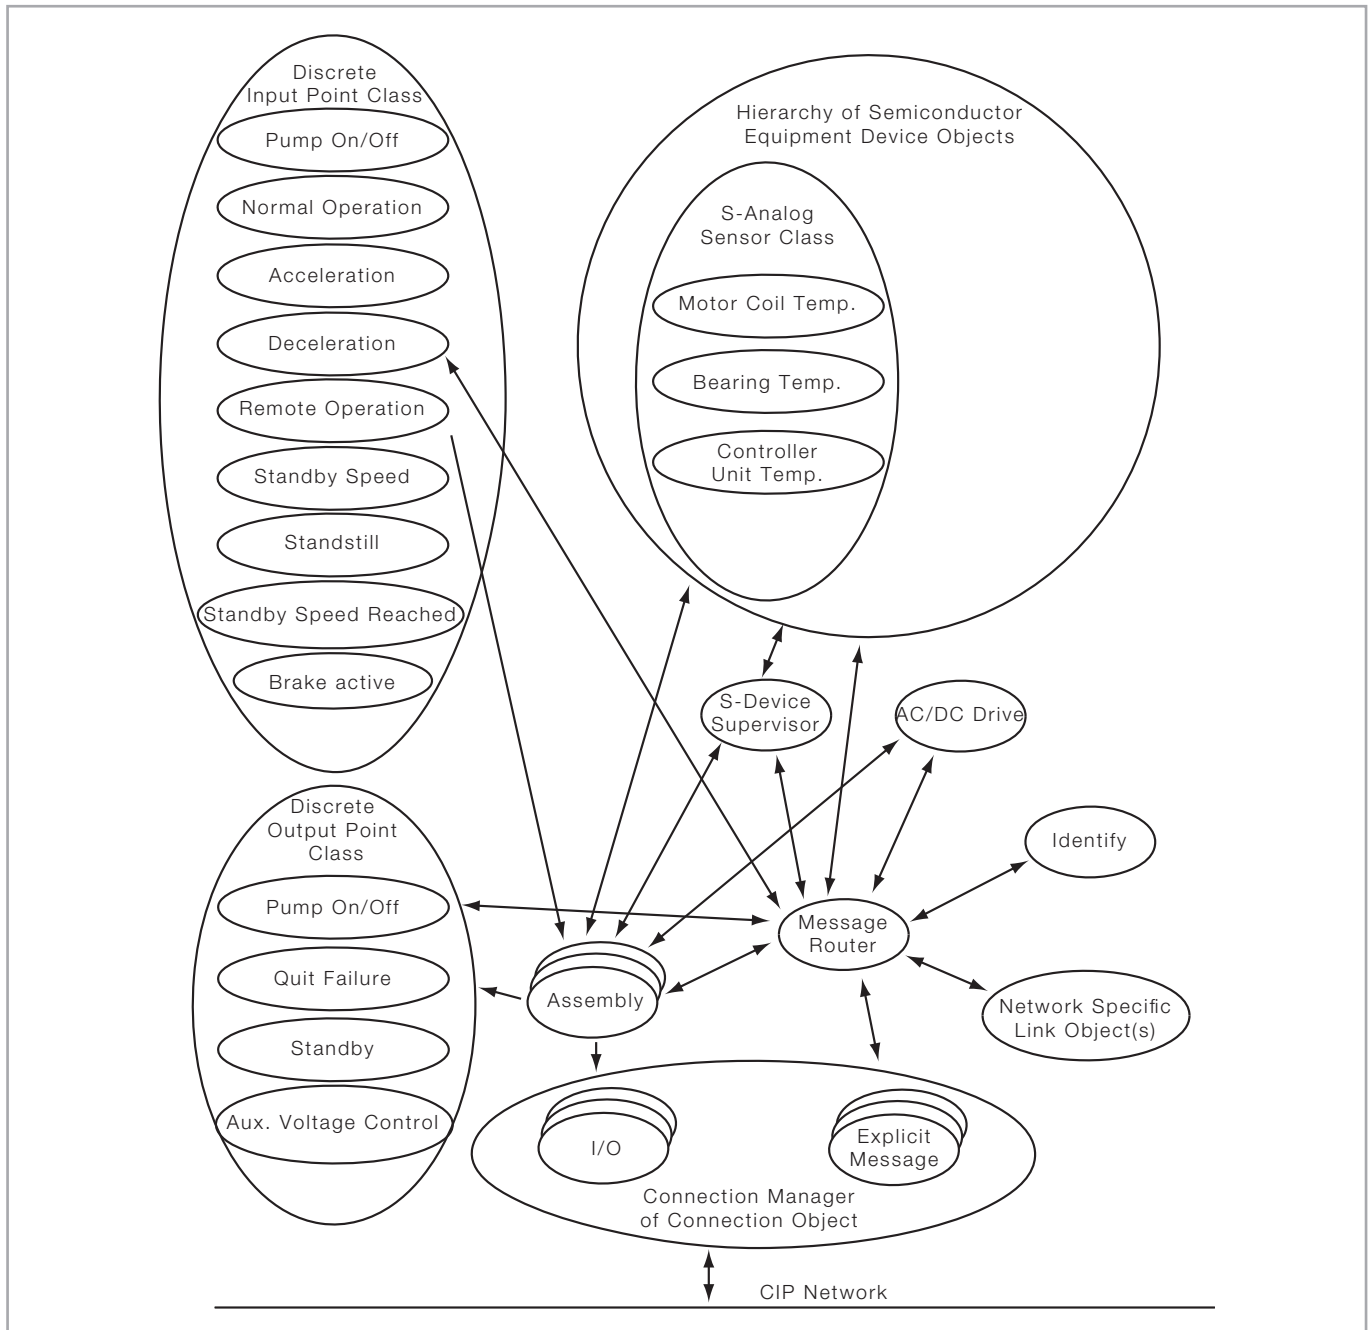 Discrete
Input Point Class
Pump On/Off
Normal Operation
Acceleration
Deceleration
Remote Operation
Standby Speed
Standstill
Standby Speed Reached
Brake active
Hierarchy of Semiconductor
Equipment Device Objects
S-Analog
Sensor Class
Motor Coil Temp.
Bearing Temp.
Controller
Unit Temp.
S-Device
Supervisor
AC/DC Drive
Identify
Discrete
Output Point
Class
Pump On/Off
Quit Failure
Standby
Aux. Voltage Control
Message
Router
Assembly
Network Specific
Link Object(s)
I/O
Explicit
Message
Connection Manager
of Connection Object
CIP Network